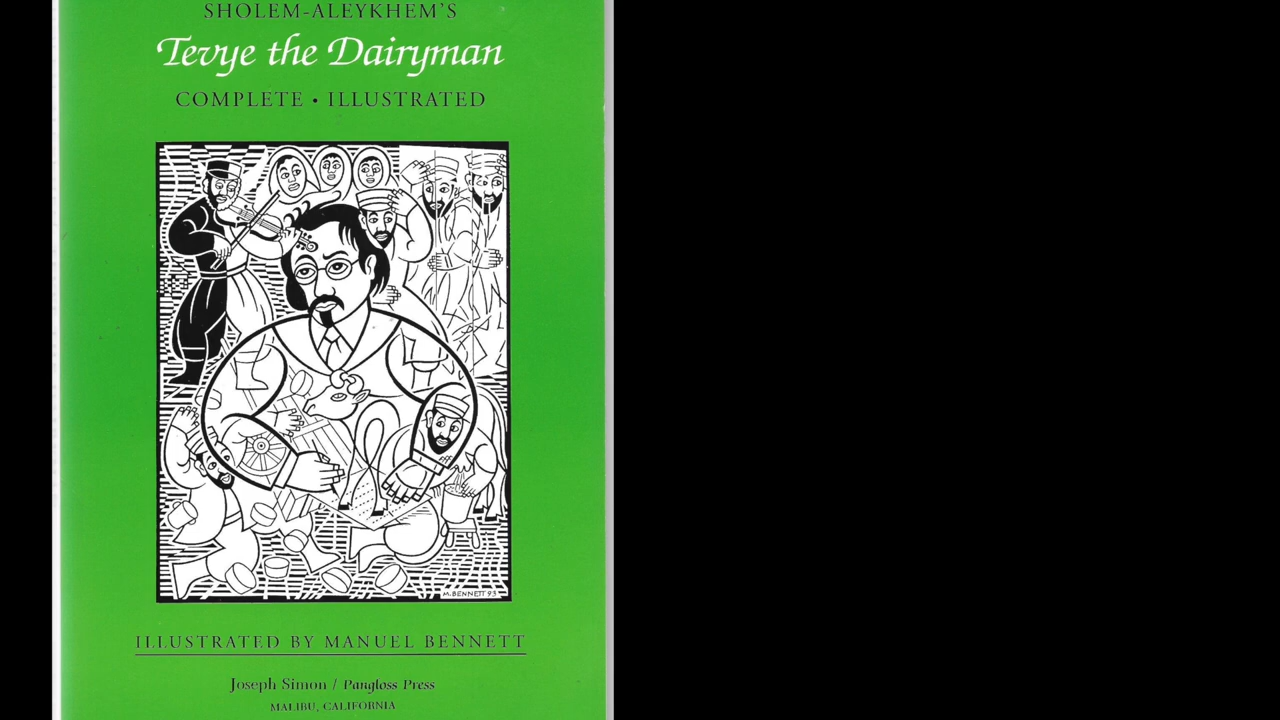 SHOLEM-ALEYKHEM'S
Tevye the Dairyman
COMPLETE • ILLUSTRATED
M. BENNETT 93
ILLUSTRATED BY MANUEL BENNETT
Joseph Simon / Pangloss Press
MALIBU, CALIFORNIA